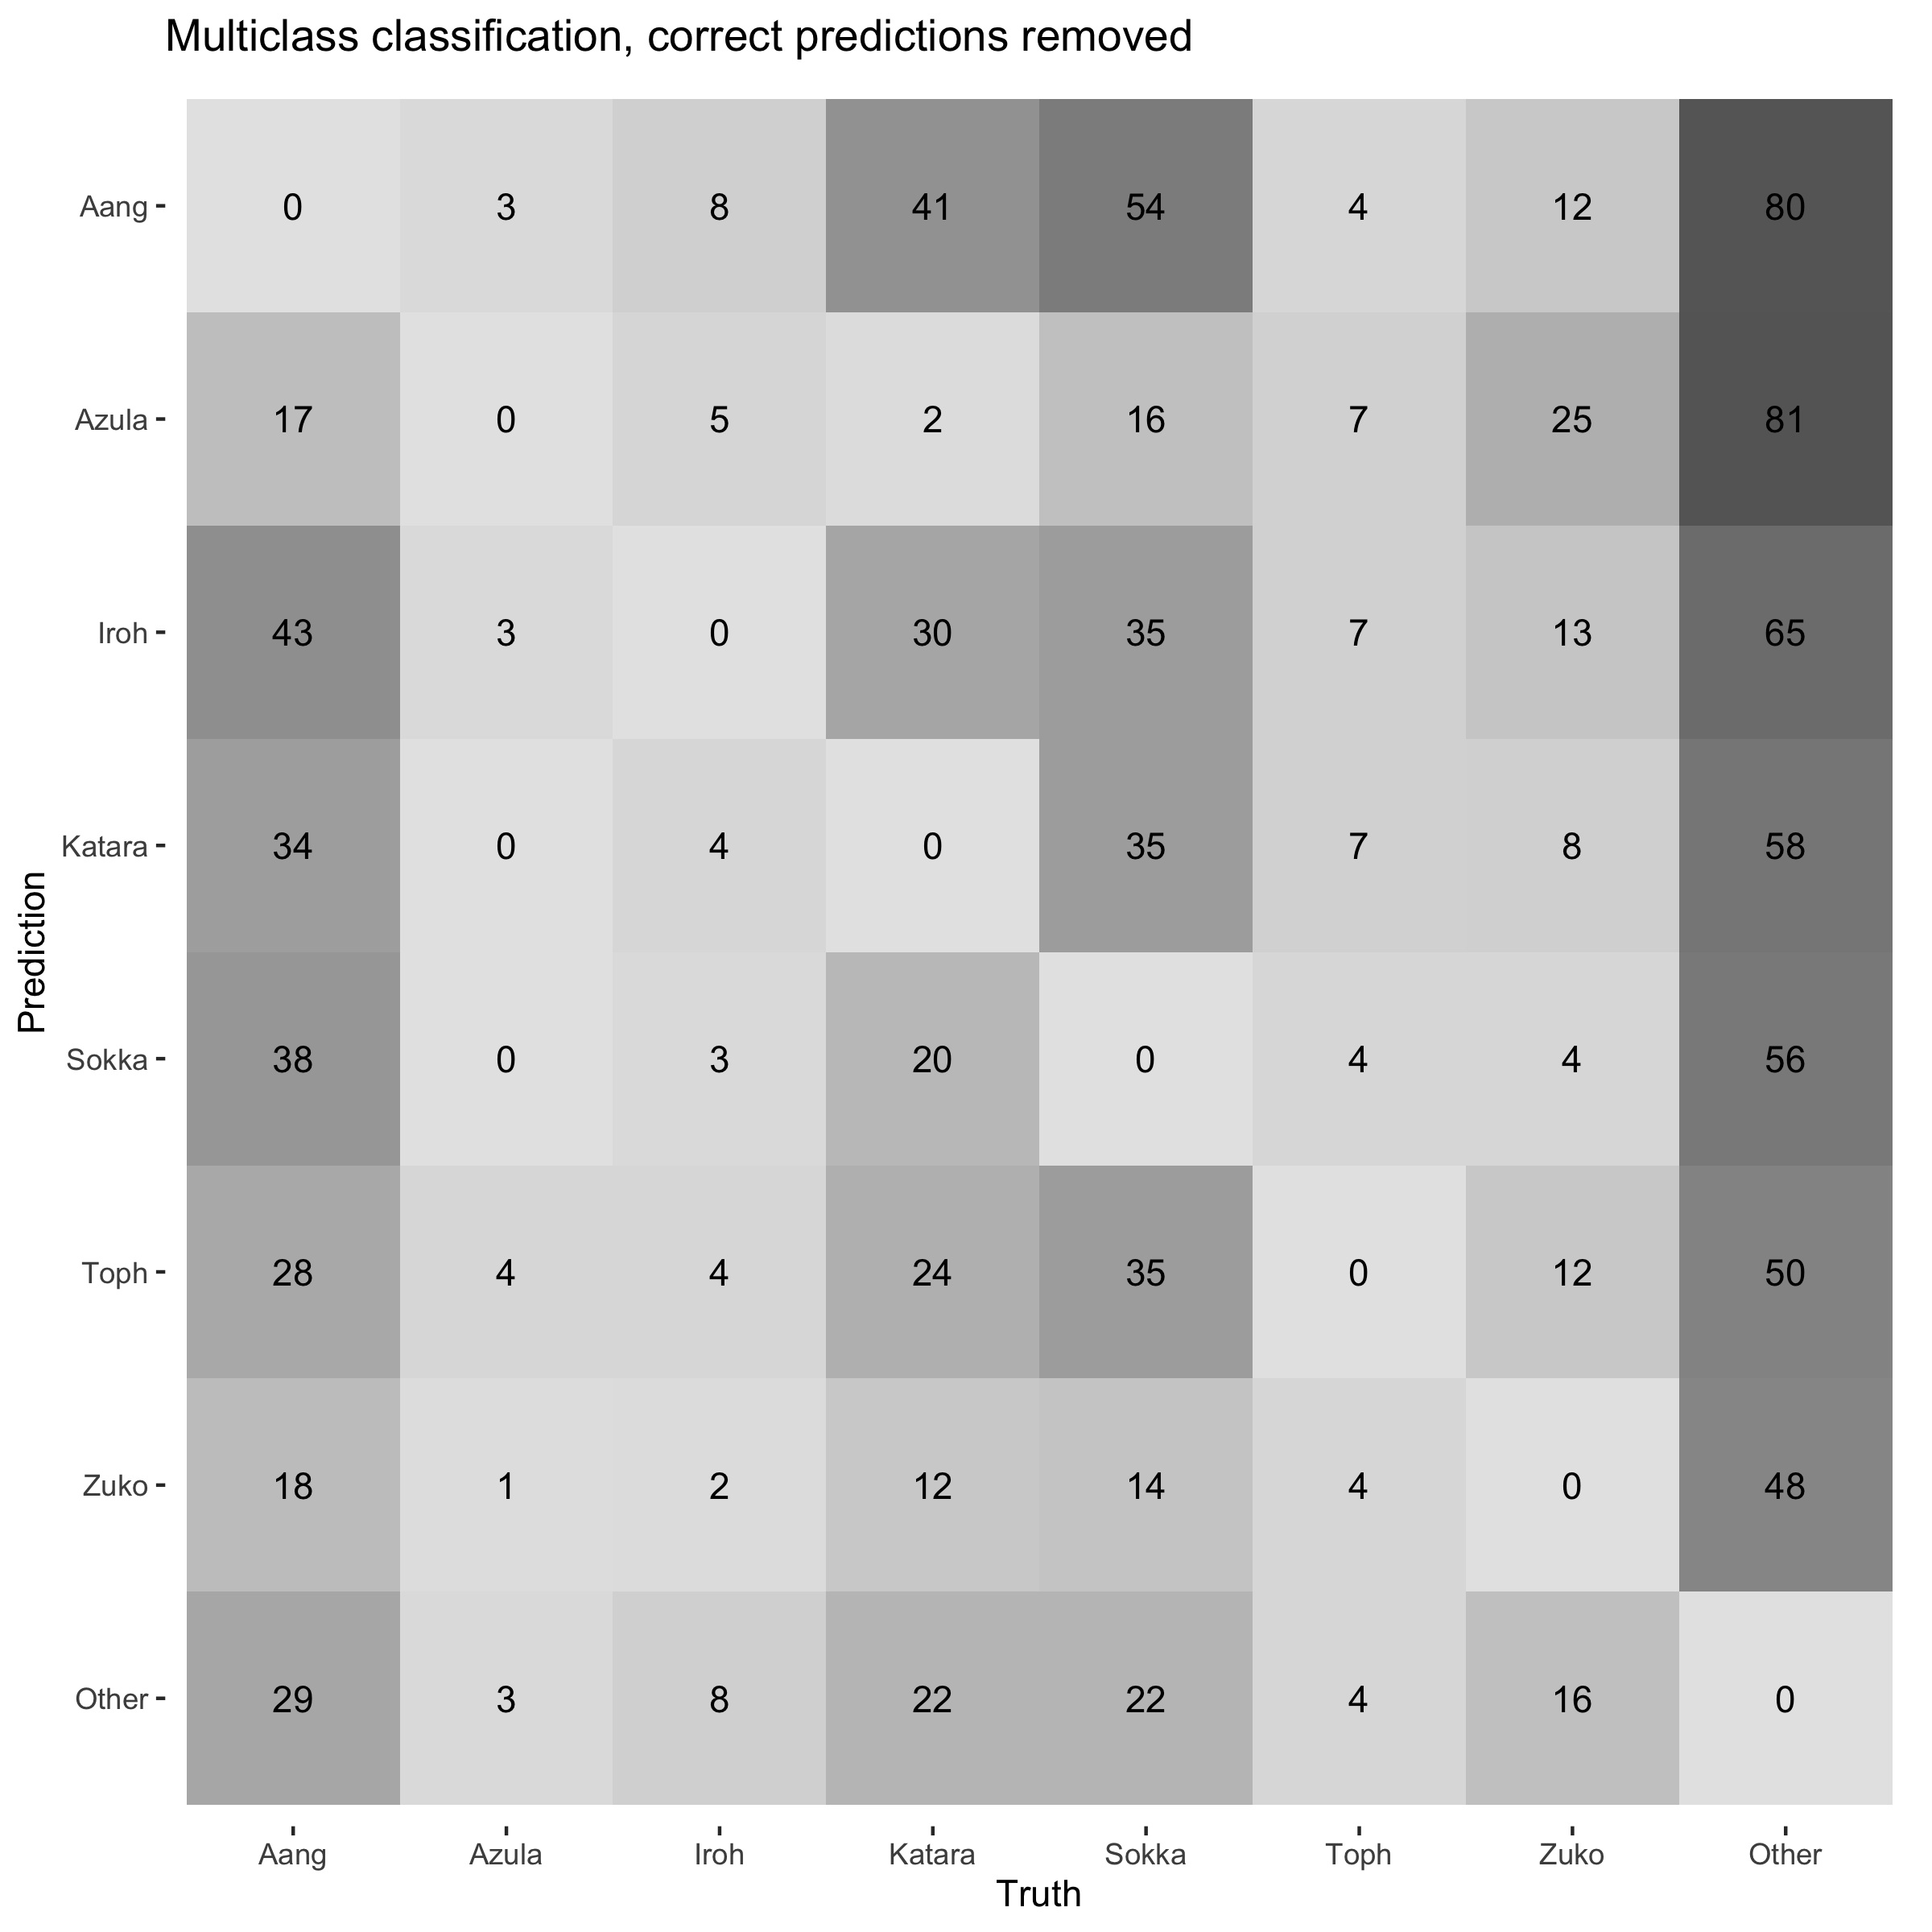 Multiclass classification, correct predictions removed
Prediction
Aang 0 3 8 41 54 4 12 80
Azula 17 0 5 2 16 7 25 81
Iroh 43 3 0 30 35 7 13 65
Katara 34 0 4 0 35 7 8 58
Sokka 38 0 3 20 0 4 4 56
Toph 28 4 4 24 35 0 12 50
Zuko 18 1 2 12 14 4 0 48
Other 29 3 8 22 22 4 16 0
Aang Azula Iroh Katara Sokka Toph Zuko Other
Truth